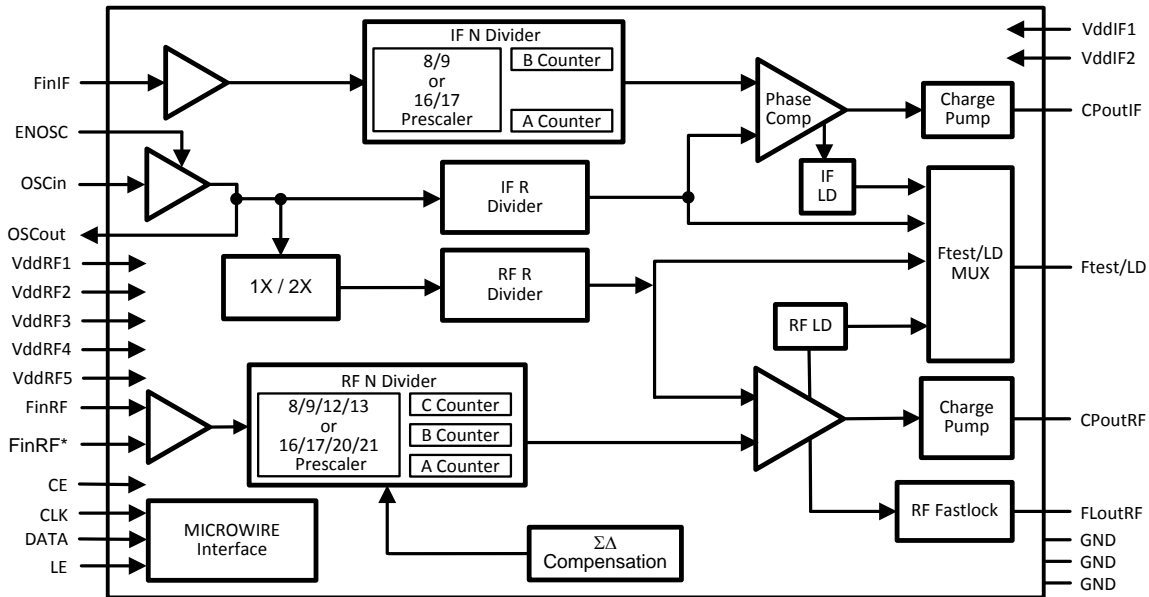 IF N Divider
8/9
or
16/17
Prescaler
B Counter
A Counter
FinIF
ENOSC
OSCin
OSCout
VddRF1
VddRF2
VddRF3
VddRF4
VddRF5
FinRF
FinRF*
CE
CLK
DATA
LE
Phase
Comp
Charge
Pump
IF
LD
IF R
Divider
1X / 2X
RF R
Divider
Ftest/LD
MUX
RF LD
RF N Divider
8/9/12/13
or
16/17/20/21
Prescaler
C Counter
B Counter
A Counter
Charge
Pump
RF Fastlock
MICROWIRE
Interface
ΣΔ
Compensation
VddIF1
VddIF2
CPoutIF
Ftest/LD
CPoutRF
FLoutRF
GND
GND
GND